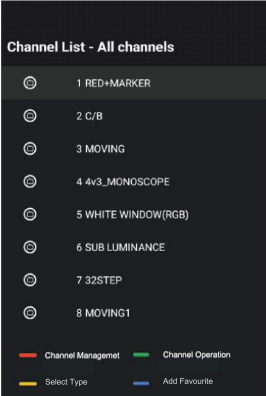 Channel List - All channels
1 RED+MARKER
2 C/B
3 MOVING
4 4v3_MONOSCOPE
5 WHITE WINDOW(RGB)
6 SUB LUMINANCE
7 32STEP
8 MOVING1
Channel Managemet
Channel Operation
Select Type
Add Favourite